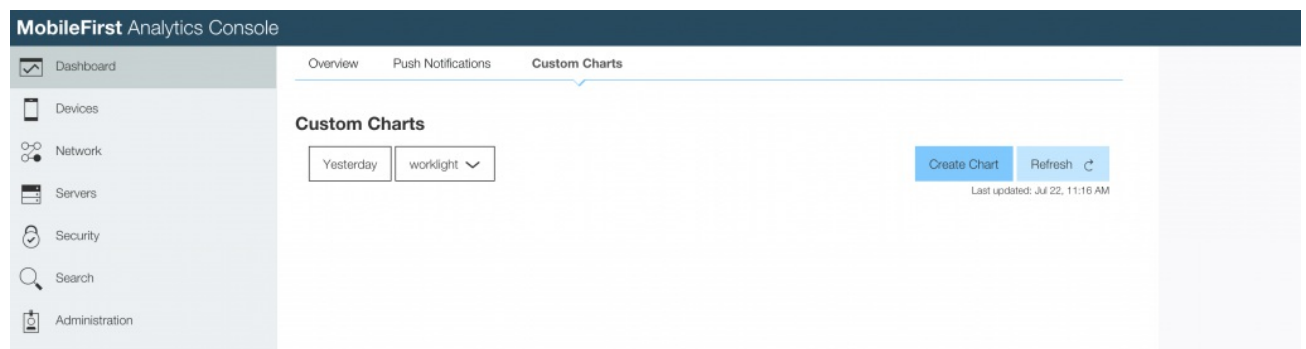 MobileFirst Analytics Console
Dashboard
Devices
Network
Servers
Security
Search
Administration
Overview Push Notifications Custom Charts
Custom Charts
Yesterday worklight Create Chart Refresh
Last updated: Jul 22, 11:16 AM